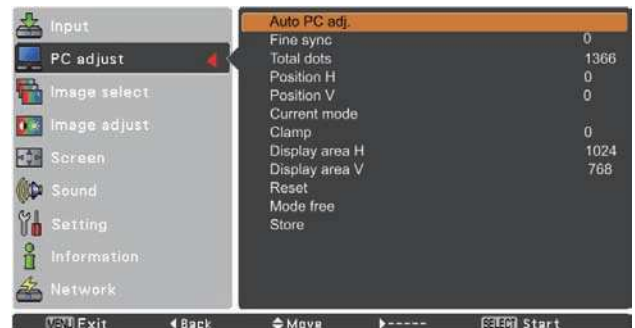 Input
PC adjust
Image select
Image adjust
Screen
Sound
Setting
Information
Network
Auto PC adj.
Fine sync 0
Total dots 1366
Position H 0
Position V 0
Current mode
Clamp 0
Display area H 1024
Display area V 768
Reset
Mode free
Store
MENU Exit Back Move ----- SELECT Start